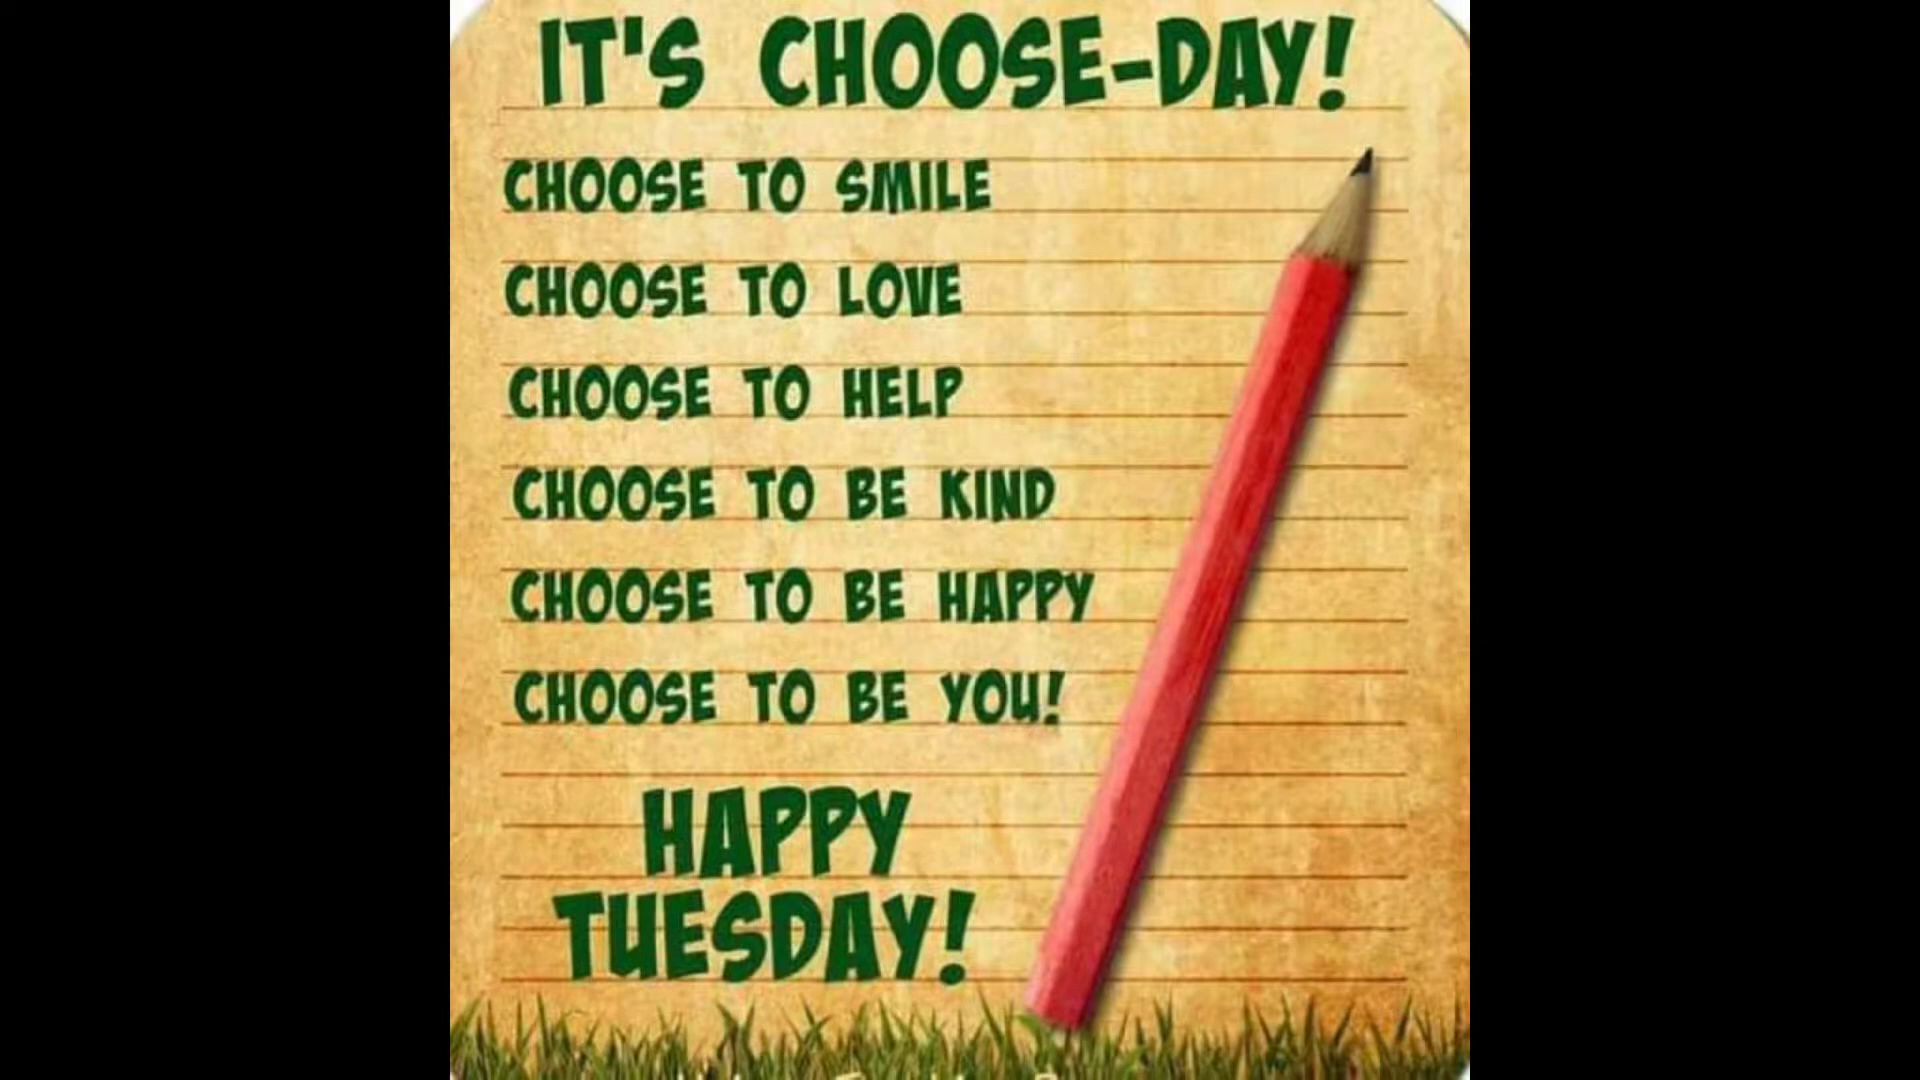 IT'S CHOOSE-DAY!
CHOOSE TO SMILE
CHOOSE TO LOVE
CHOOSE TO HELP
CHOOSE TO BE KIND
CHOOSE TO BE HAPPY
CHOOSE TO BE YOU!
HAPPY
TUESDAY!